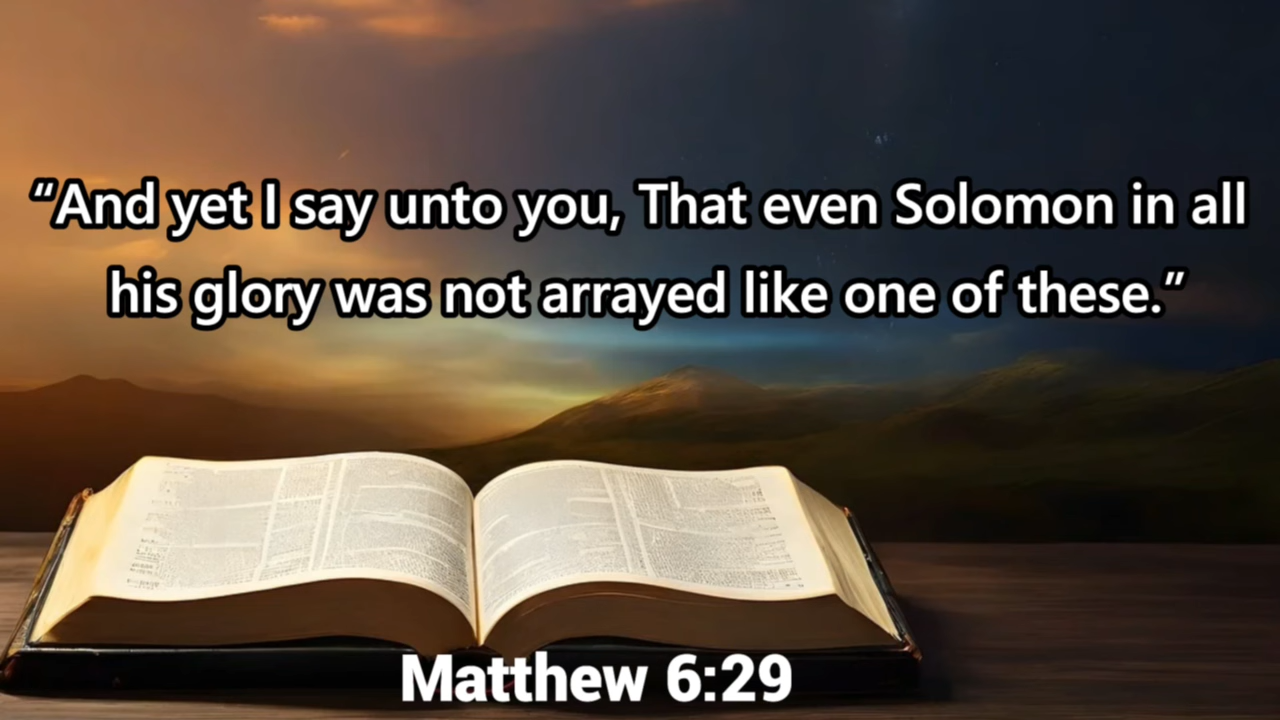 “And yet I say unto you, That even Solomon in all
his glory was not arrayed like one of these.”
Matthew 6:29